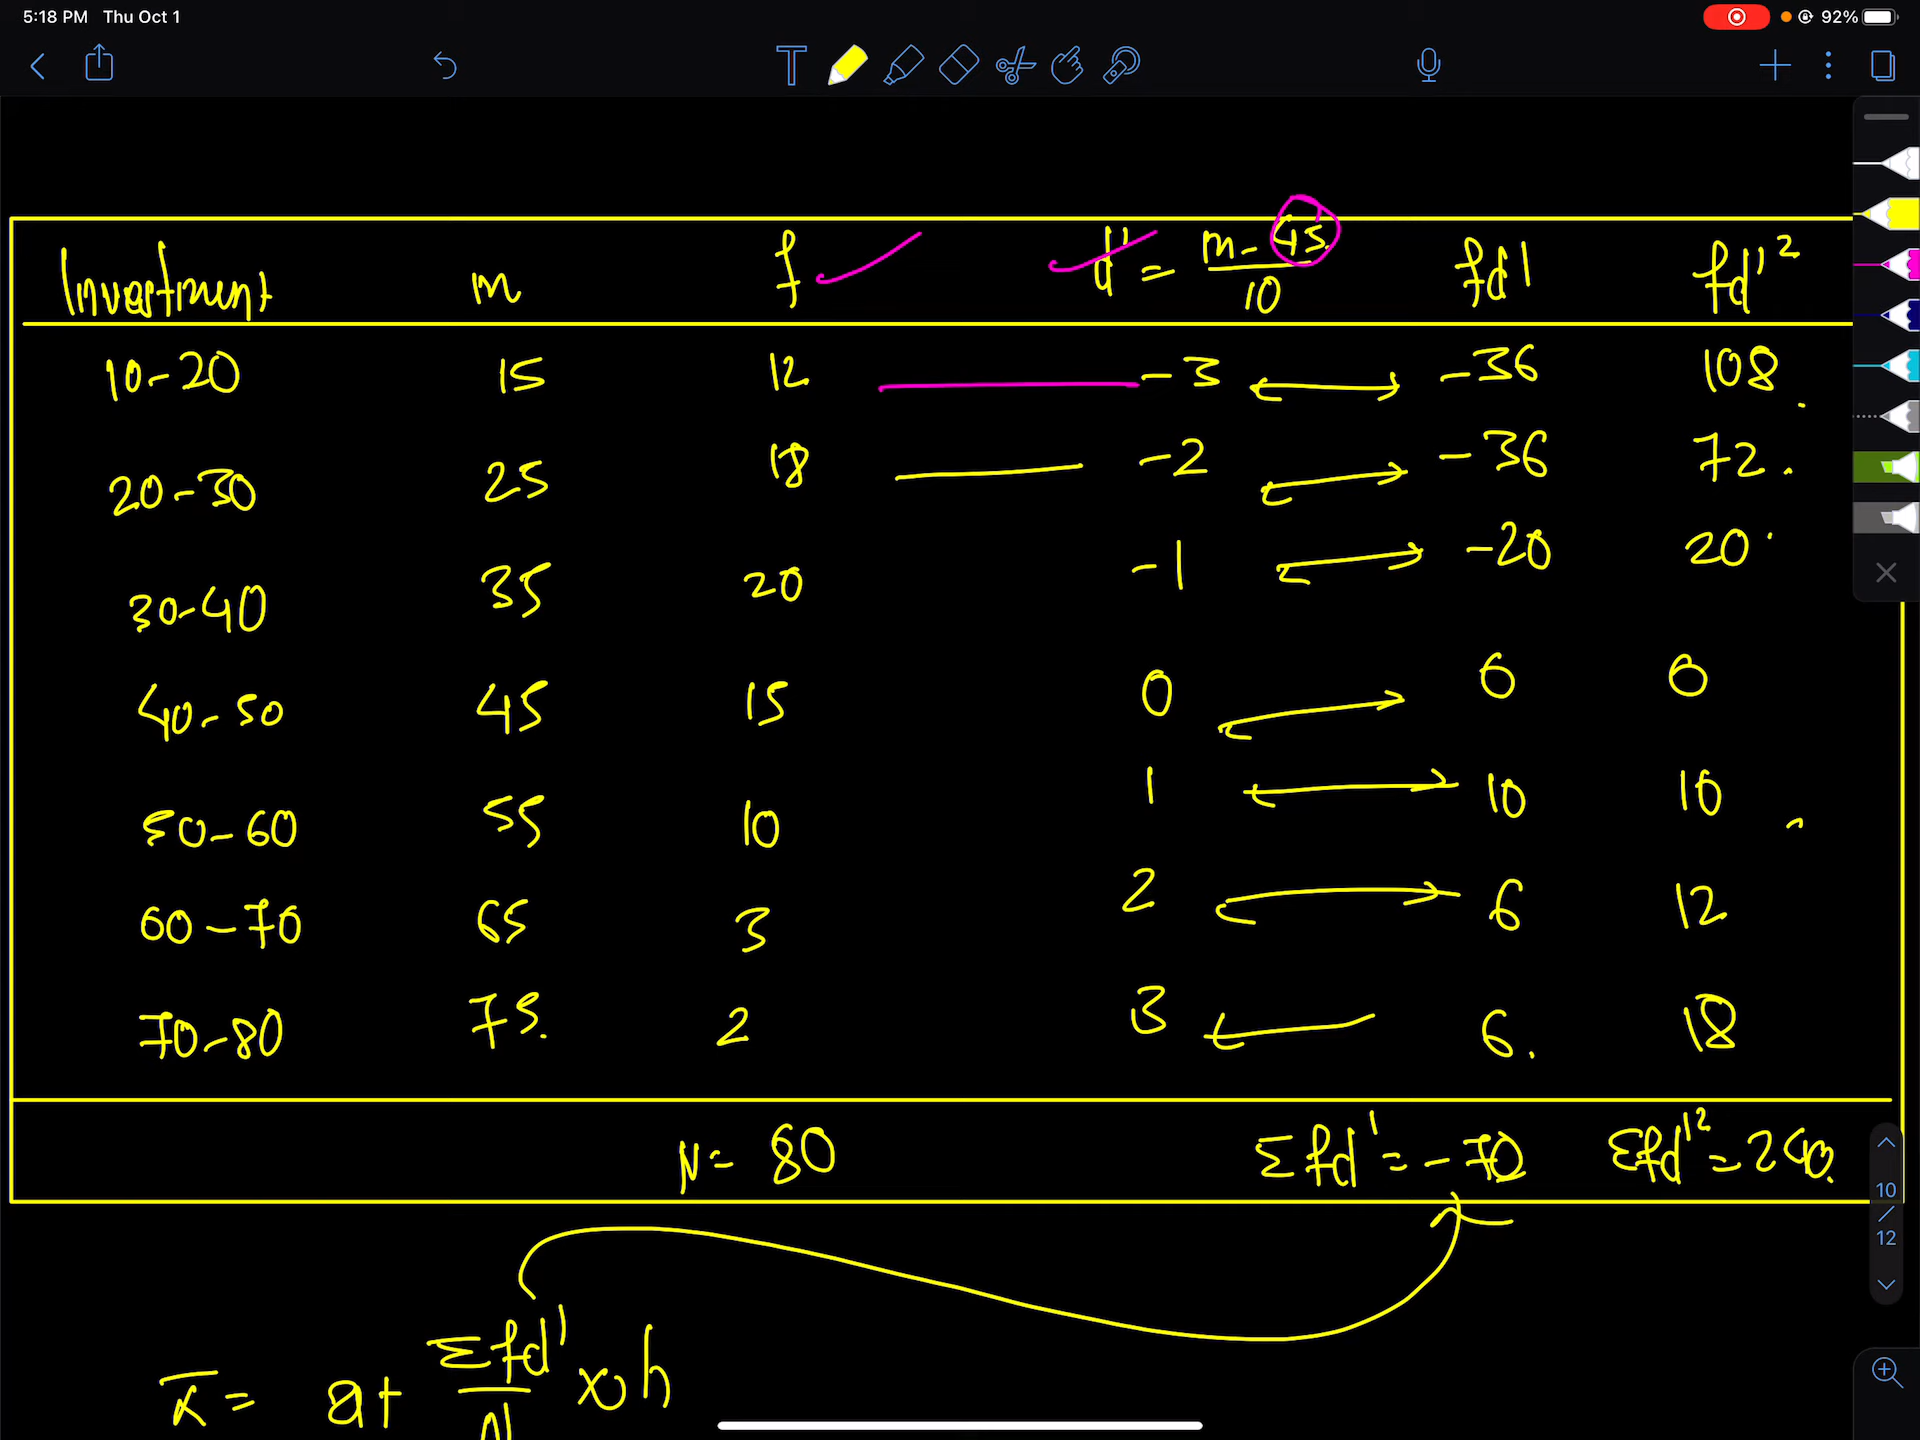 5:18 PM Thu Oct 1 92%
Investment m f d' = m - 45 / 10 fd' fd'²
10-20 15 12 -3 -36 108
20-30 25 18 -2 -36 72
30-40 35 20 -1 -20 20
40-50 45 15 0 0 0
50-60 55 10 1 10 10
60-70 65 3 2 6 12
70-80 75 2 3 6 18
N = 80 Σfd' = -70 Σfd'² = 240
10 / 12
x̄ = a + Σfd' / N × h